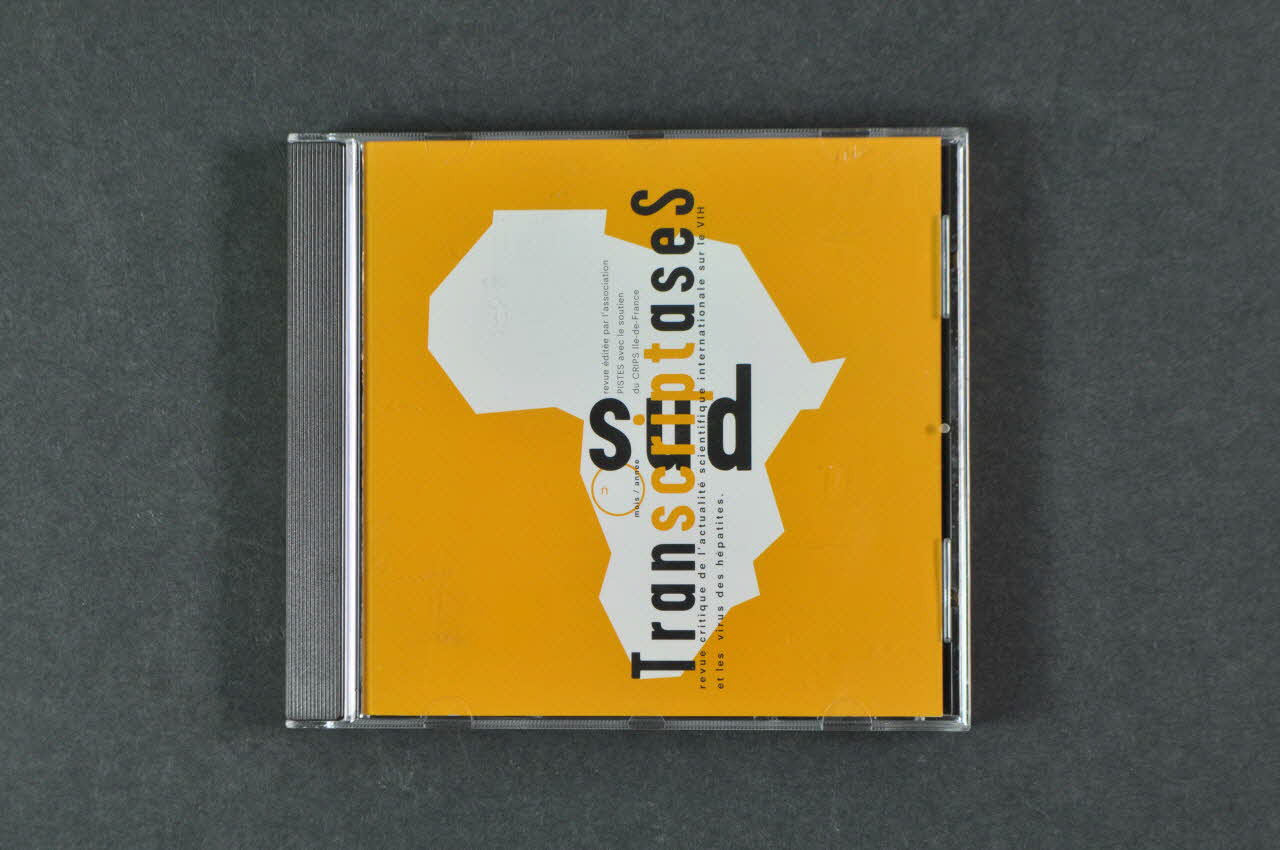 TranscriptaseS
sud
revue critique de l'actualité scientifique internationale sur le VIH
et les virus des hépatites.
revue éditée par l'association
PISTES avec le soutien
du CRIPS Ile-de-France
n
mois / année